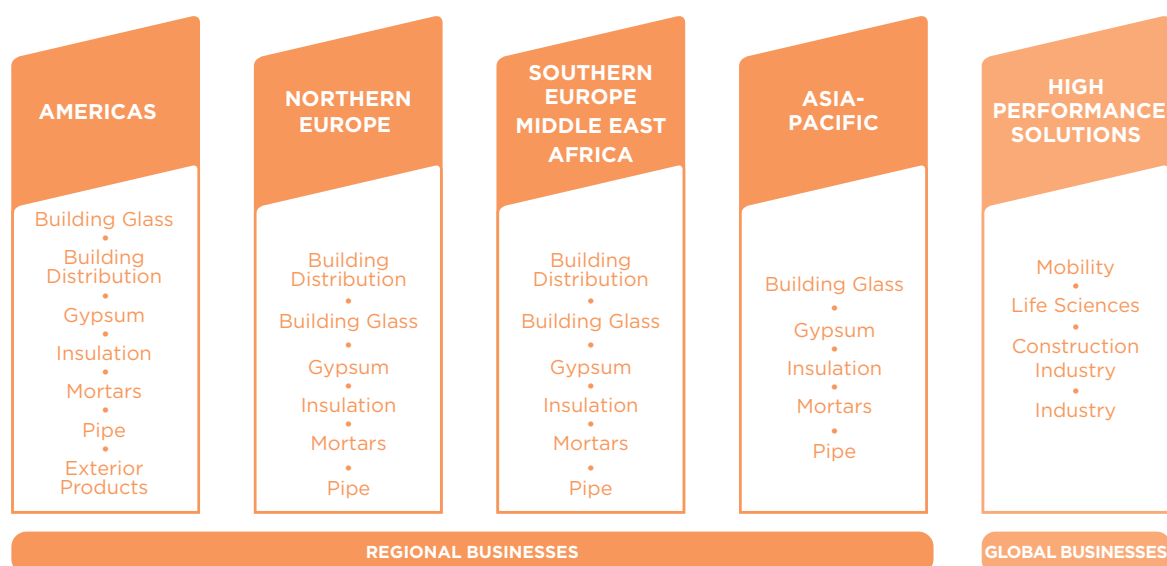 AMERICAS
Building Glass
Building
Distribution
Gypsum
Insulation
Mortars
Pipe
Exterior
Products
NORTHERN
EUROPE
Building
Distribution
Building Glass
Gypsum
Insulation
Mortars
Pipe
SOUTHERN
EUROPE
MIDDLE EAST
AFRICA
Building
Distribution
Building Glass
Gypsum
Insulation
Mortars
Pipe
ASIA-
PACIFIC
Building Glass
Gypsum
Insulation
Mortars
Pipe
HIGH
PERFORMANCE
SOLUTIONS
Mobility
Life Sciences
Construction
Industry
Industry
REGIONAL BUSINESSES
GLOBAL BUSINESSES